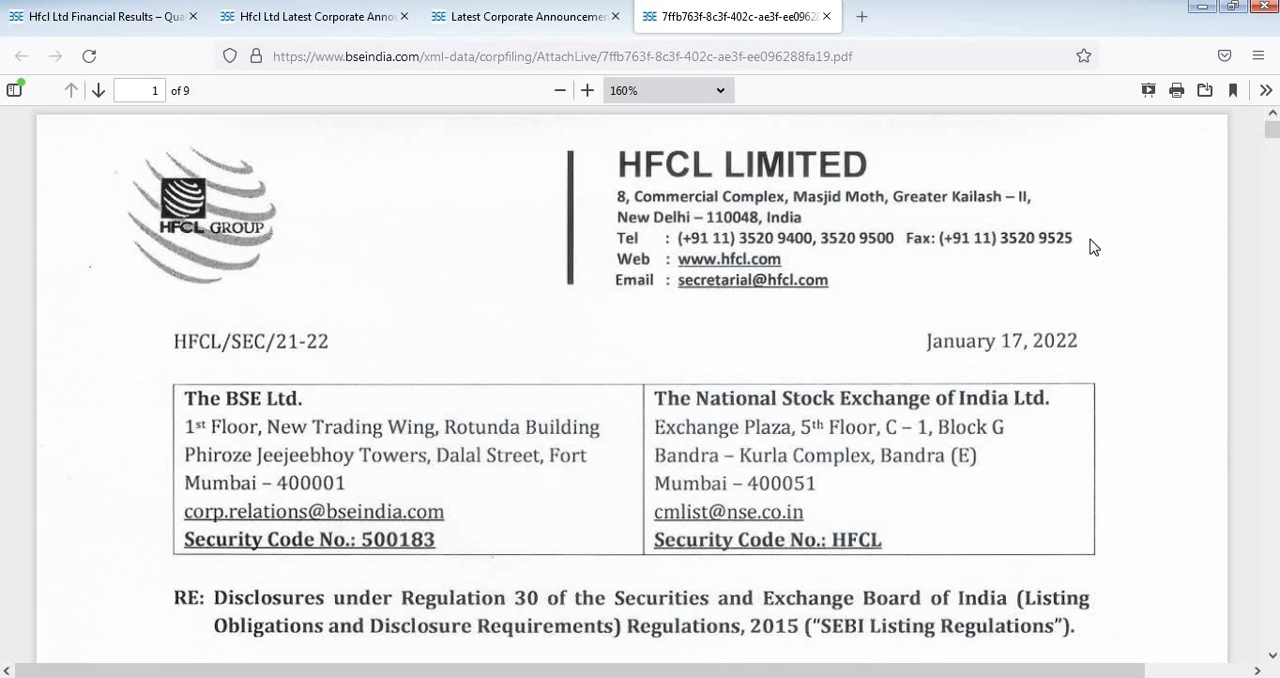 Hfcl Ltd Financial Results – Qua
Hfcl Ltd Latest Corporate Anno
Latest Corporate Announcemen
7ffb763f-8c3f-402c-ae3f-ee09628
https://www.bseindia.com/xml-data/corpfiling/AttachLive/7ffb763f-8c3f-402c-ae3f-ee096288fa19.pdf
1 of 9
160%
HFCL GROUP
HFCL LIMITED
8, Commercial Complex, Masjid Moth, Greater Kailash – II,
New Delhi – 110048, India
Tel : (+91 11) 3520 9400, 3520 9500 Fax: (+91 11) 3520 9525
Web : www.hfcl.com
Email : secretarial@hfcl.com
HFCL/SEC/21-22
January 17, 2022
The BSE Ltd.
1st Floor, New Trading Wing, Rotunda Building
Phiroze Jeejeebhoy Towers, Dalal Street, Fort
Mumbai – 400001
corp.relations@bseindia.com
Security Code No.: 500183
The National Stock Exchange of India Ltd.
Exchange Plaza, 5th Floor, C – 1, Block G
Bandra – Kurla Complex, Bandra (E)
Mumbai – 400051
cmlist@nse.co.in
Security Code No.: HFCL
RE: Disclosures under Regulation 30 of the Securities and Exchange Board of India (Listing
Obligations and Disclosure Requirements) Regulations, 2015 (“SEBI Listing Regulations”).